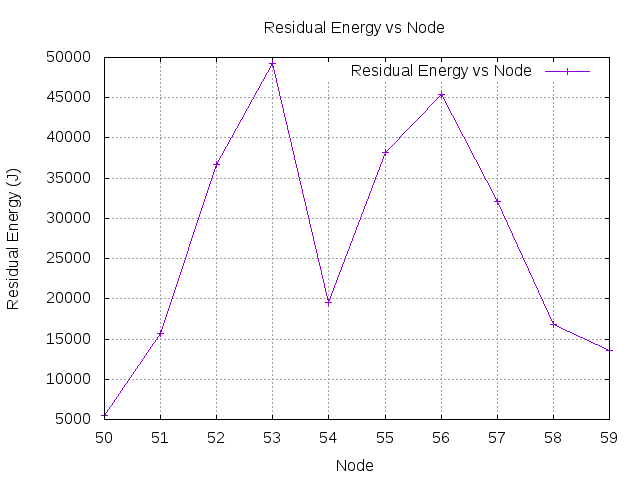 Residual Energy vs Node
Residual Energy vs Node
50000
45000
40000
35000
30000
25000
20000
15000
10000
5000
Residual Energy (J)
50 51 52 53 54 55 56 57 58 59
Node